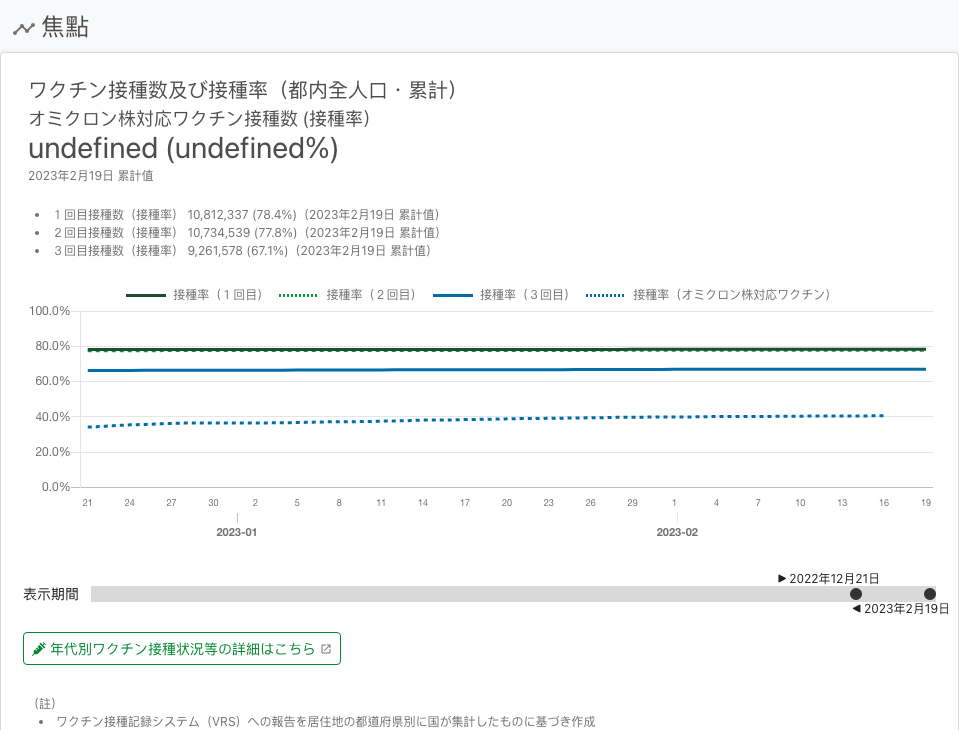 焦點
ワクチン接種数及び接種率（都内全人口・累計）
オミクロン株対応ワクチン接種数 (接種率）
undefined (undefined%)
2023年2月19日 累計値
• １回目接種数（接種率） 10,812,337 (78.4%)（2023年2月19日 累計値）
• ２回目接種数（接種率） 10,734,539 (77.8%)（2023年2月19日 累計値）
• ３回目接種数（接種率） 9,261,578 (67.1%)（2023年2月19日 累計値）
接種率（１回目） 接種率（２回目） 接種率（３回目） 接種率（オミクロン株対応ワクチン）
100.0%
80.0%
60.0%
40.0%
20.0%
0.0%
21 24 27 30 2 5 8 11 14 17 20 23 26 29 1 4 7 10 13 16 19
2023-01 2023-02
▶ 2022年12月21日
表示期間
◀ 2023年2月19日
年代別ワクチン接種状況等の詳細はこちら
（註）
• ワクチン接種記録システム（VRS）への報告を居住地の都道府県別に国が集計したものに基づき作成